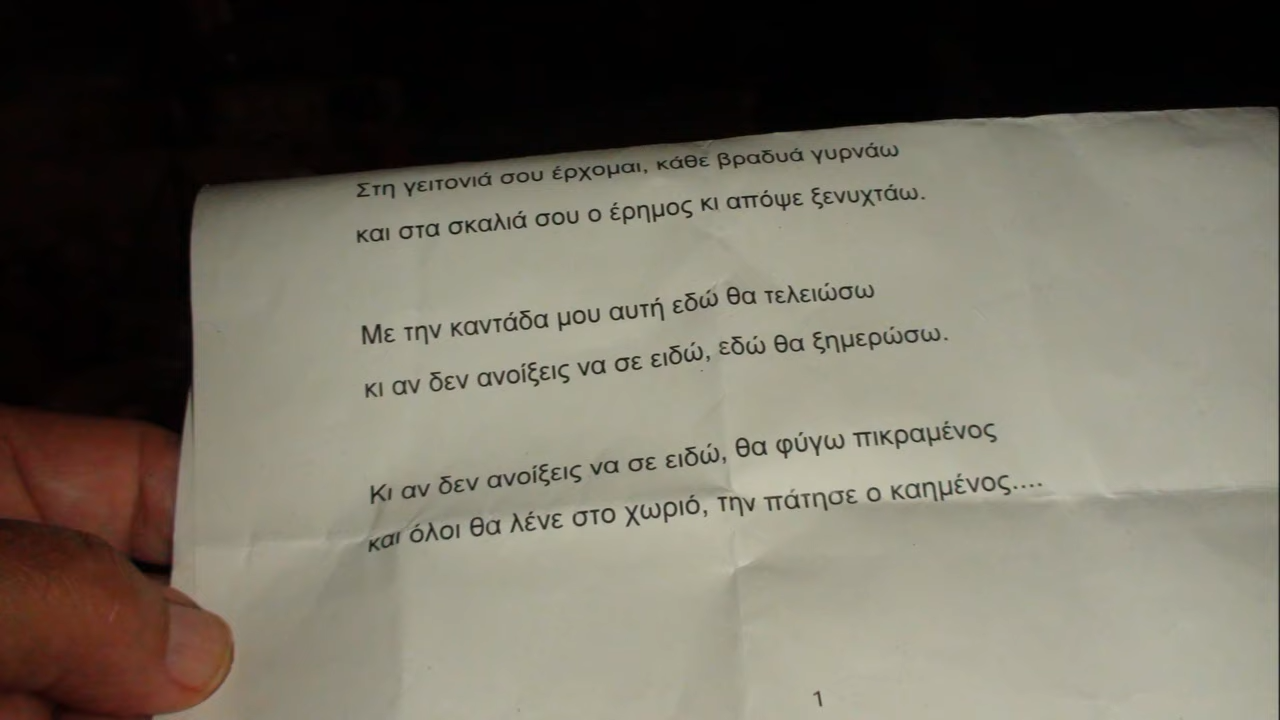 Στη γειτονιά σου έρχομαι, κάθε βραδυά γυρνάω
και στα σκαλιά σου ο έρημος κι απόψε ξενυχτάω.
Με την καντάδα μου αυτή εδώ θα τελειώσω
κι αν δεν ανοίξεις να σε ειδώ, εδώ θα ξημερώσω.
Κι αν δεν ανοίξεις να σε ειδώ, θα φύγω πικραμένος
και όλοι θα λένε στο χωριό, την πάτησε ο καημένος....
1